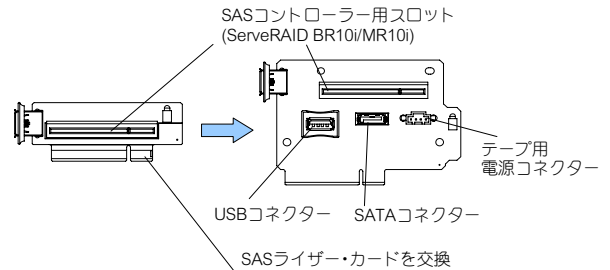 SASコントローラー用スロット
(ServeRAID BR10i/MR10i)
テープ用
電源コネクター
USBコネクター
SATAコネクター
SASライザー・カードを交換